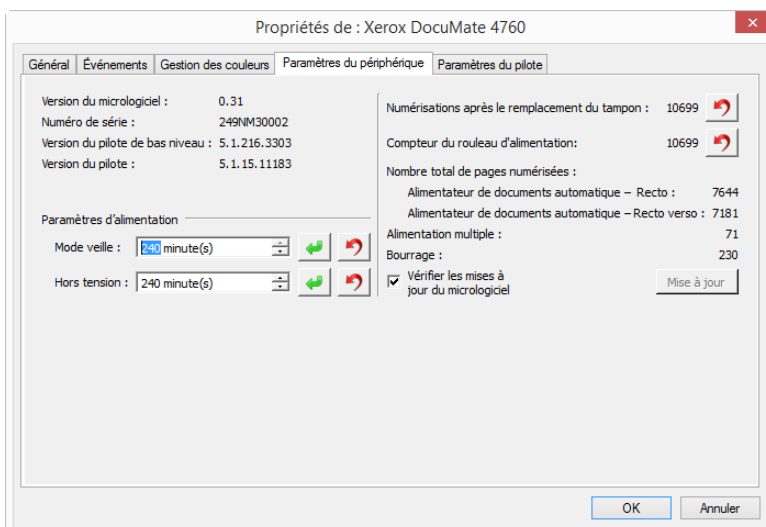 Propriétés de : Xerox DocuMate 4760
Général Événements Gestion des couleurs Paramètres du périphérique Paramètres du pilote
Version du micrologiciel : 0.31
Numéro de série : 249NM30002
Version du pilote de bas niveau : 5.1.216.3303
Version du pilote : 5.1.15.11183
Paramètres d'alimentation
Mode veille : 240 minute(s)
Hors tension : 240 minute(s)
Numérisations après le remplacement du tampon : 10699
Compteur du rouleau d'alimentation: 10699
Nombre total de pages numérisées :
Alimentateur de documents automatique – Recto : 7644
Alimentateur de documents automatique – Recto verso : 7181
Alimentation multiple : 71
Bourrage : 230
Vérifier les mises à
jour du micrologiciel
Mise à jour
OK Annuler